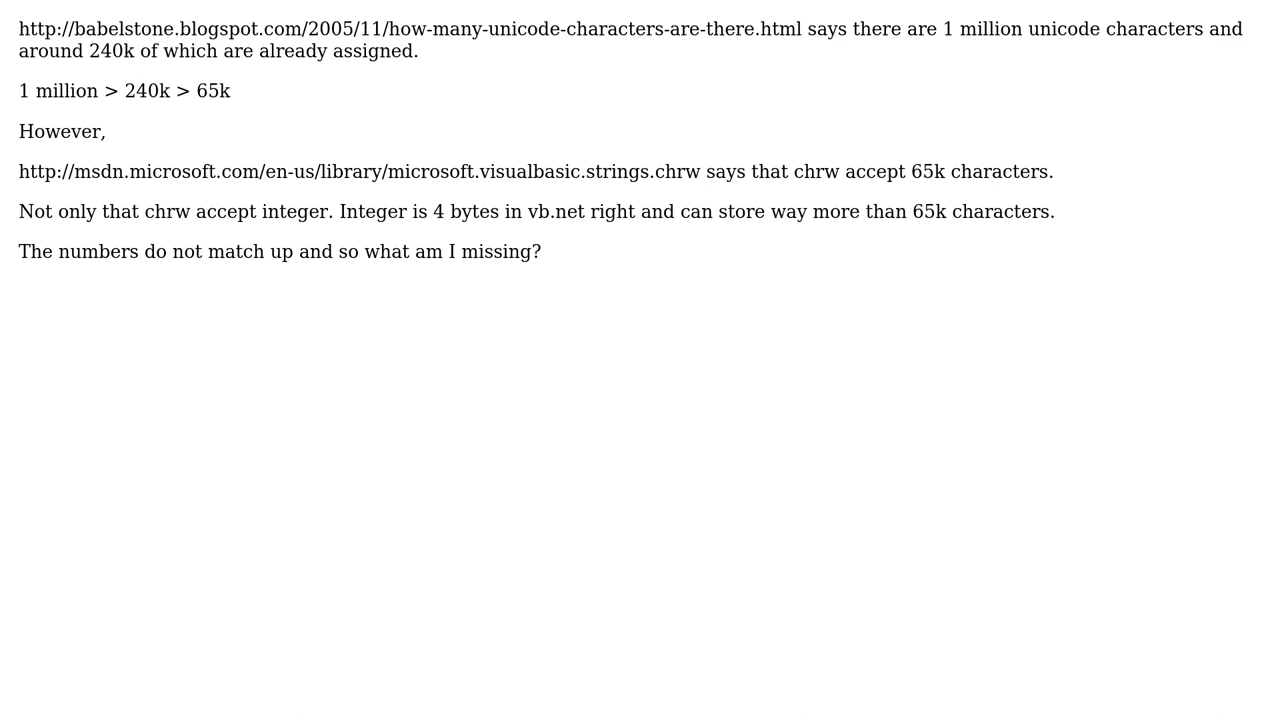 http://babelstone.blogspot.com/2005/11/how-many-unicode-characters-are-there.html says there are 1 million unicode characters and
around 240k of which are already assigned.
1 million > 240k > 65k
However,
http://msdn.microsoft.com/en-us/library/microsoft.visualbasic.strings.chrw says that chrw accept 65k characters.
Not only that chrw accept integer. Integer is 4 bytes in vb.net right and can store way more than 65k characters.
The numbers do not match up and so what am I missing?